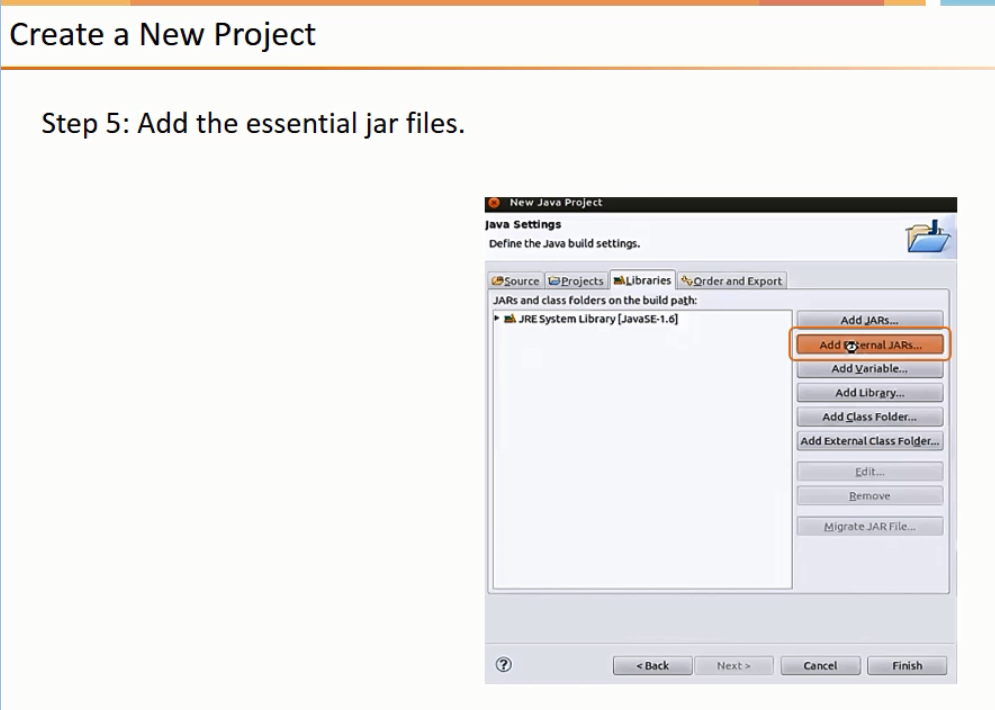 Create a New Project
Step 5: Add the essential jar files.
New Java Project
Java Settings
Define the Java build settings.
Source Projects Libraries Order and Export
JARs and class folders on the build path:
JRE System Library [JavaSE-1.6]
Add JARs...
Add External JARs...
Add Variable...
Add Library...
Add Class Folder...
Add External Class Folder...
Edit...
Remove
Migrate JAR File...
? < Back Next > Cancel Finish